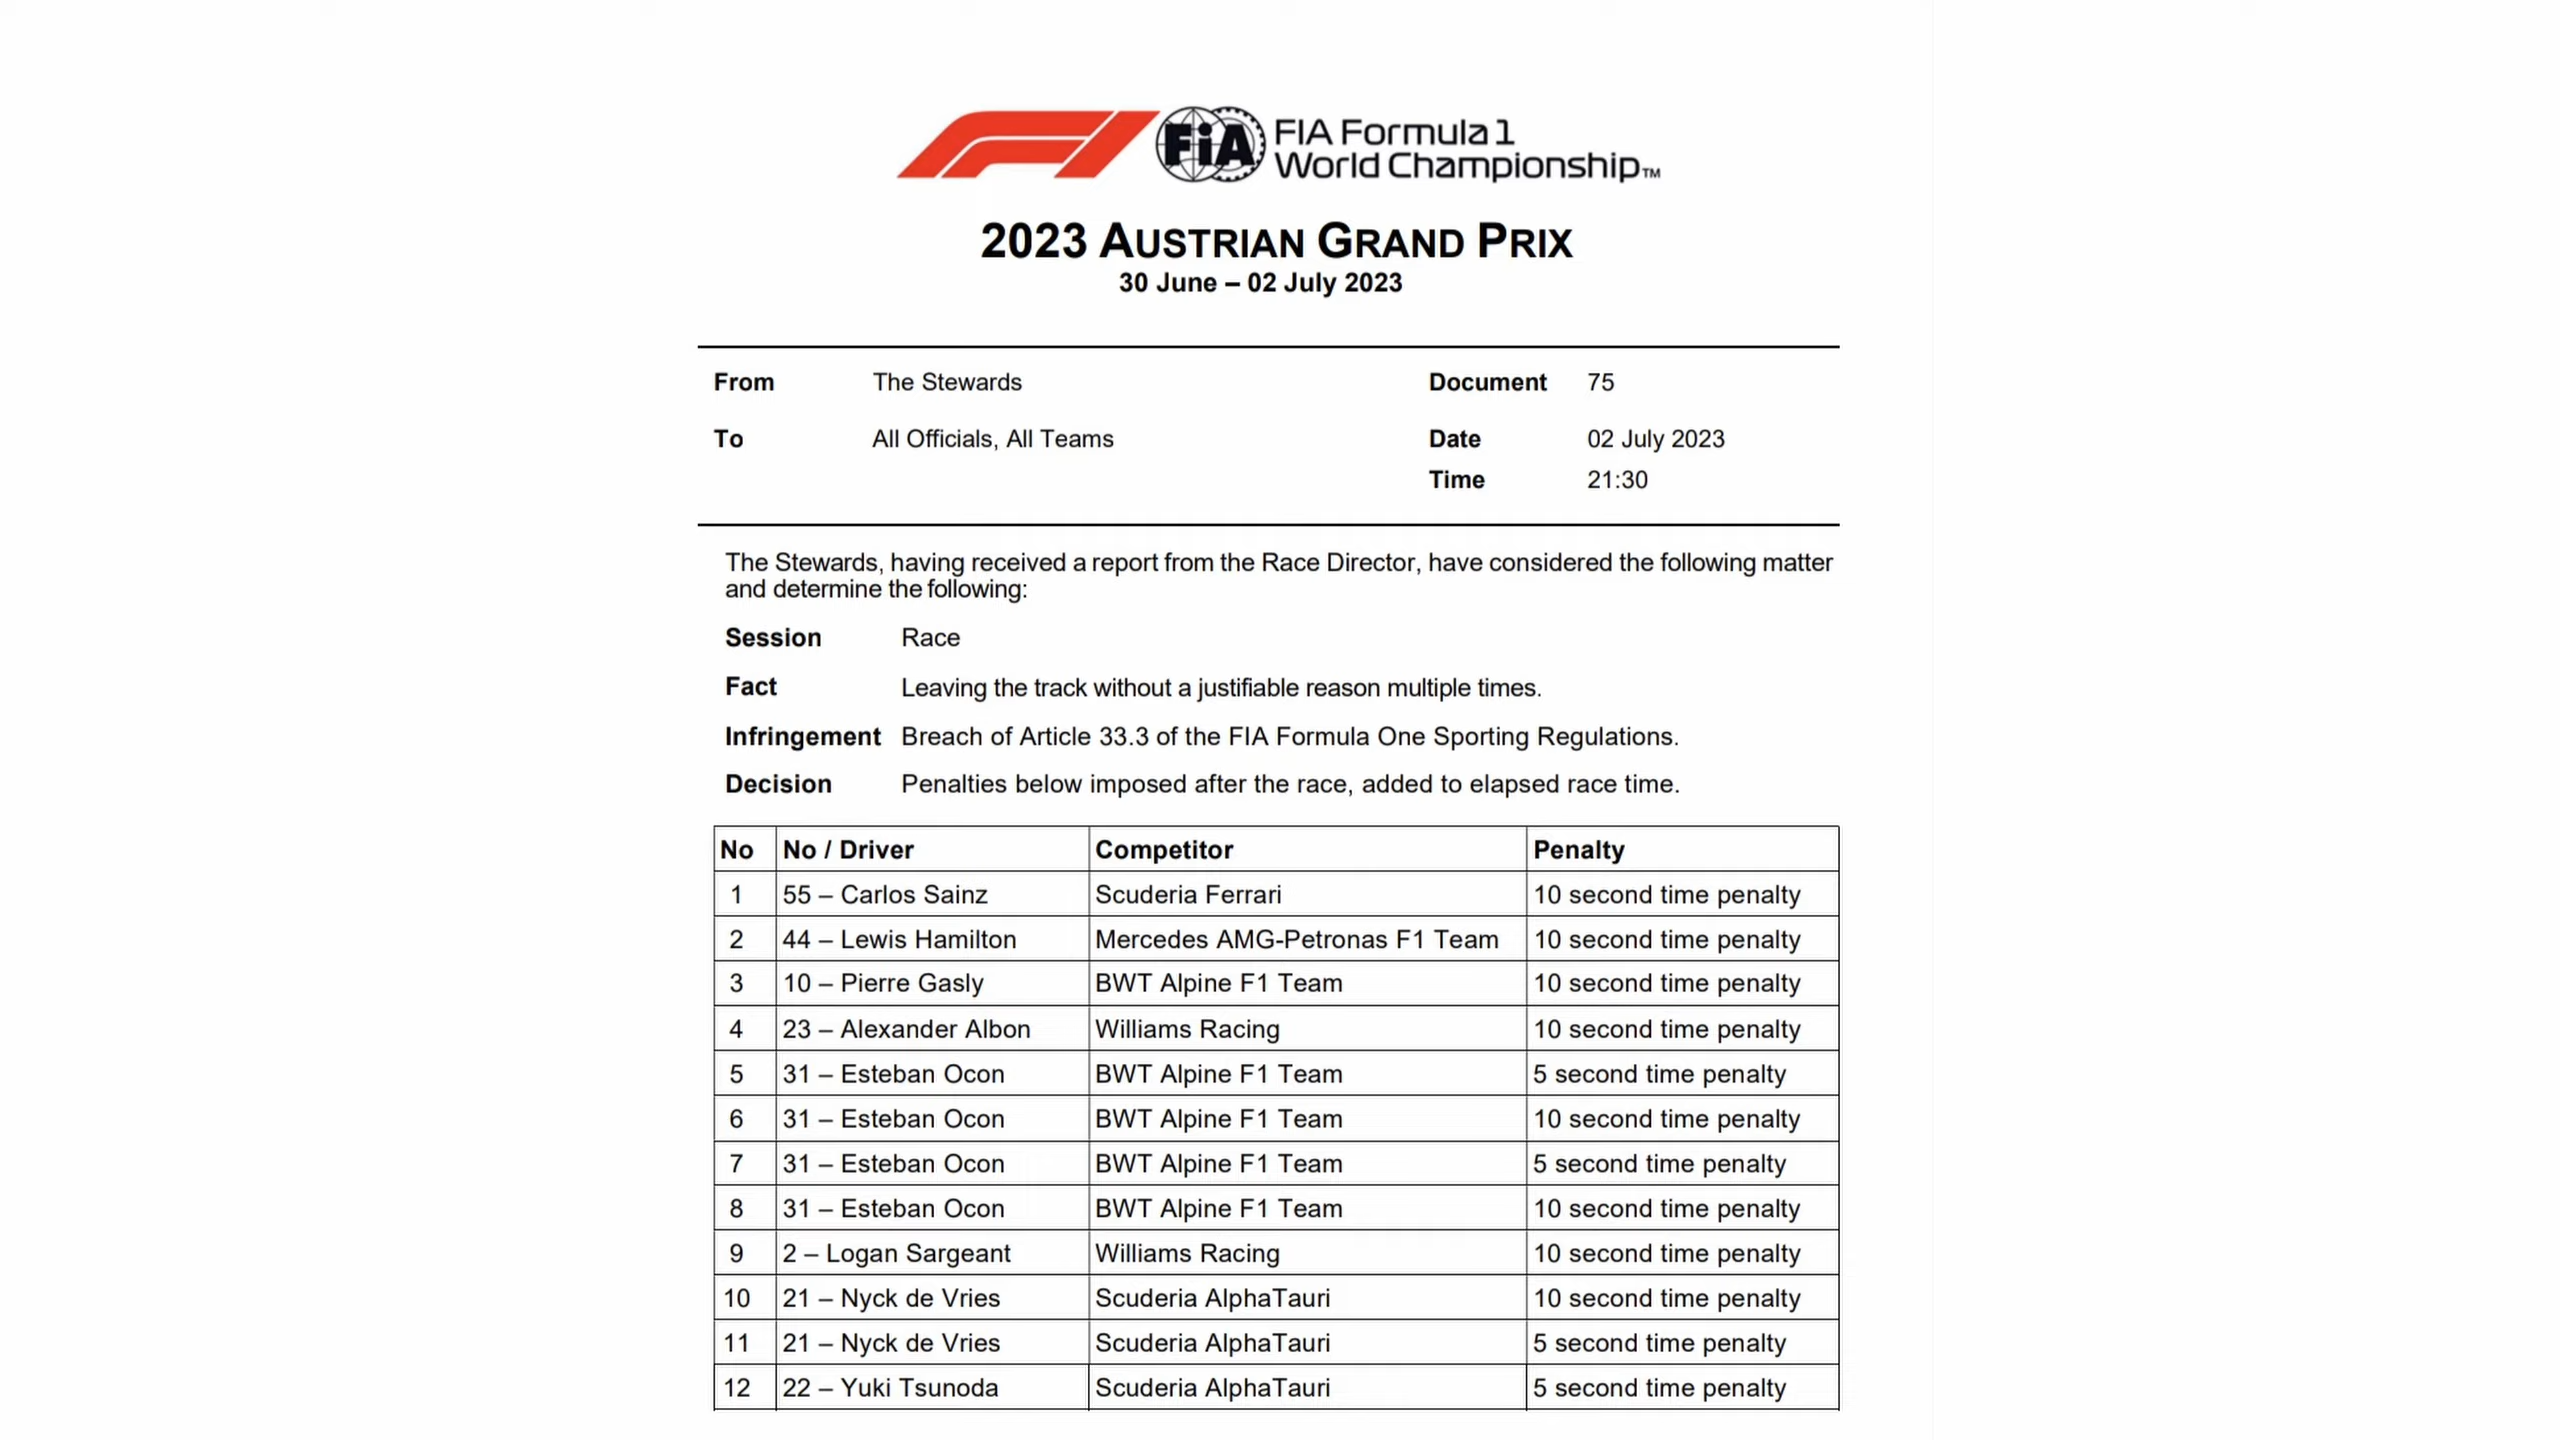 FIA FIA Formula 1
World Championship™
2023 AUSTRIAN GRAND PRIX
30 June – 02 July 2023
From The Stewards Document 75
To All Officials, All Teams Date 02 July 2023
Time 21:30
The Stewards, having received a report from the Race Director, have considered the following matter
and determine the following:
Session Race
Fact Leaving the track without a justifiable reason multiple times.
Infringement Breach of Article 33.3 of the FIA Formula One Sporting Regulations.
Decision Penalties below imposed after the race, added to elapsed race time.
No No / Driver Competitor Penalty
1 55 – Carlos Sainz Scuderia Ferrari 10 second time penalty
2 44 – Lewis Hamilton Mercedes AMG-Petronas F1 Team 10 second time penalty
3 10 – Pierre Gasly BWT Alpine F1 Team 10 second time penalty
4 23 – Alexander Albon Williams Racing 10 second time penalty
5 31 – Esteban Ocon BWT Alpine F1 Team 5 second time penalty
6 31 – Esteban Ocon BWT Alpine F1 Team 10 second time penalty
7 31 – Esteban Ocon BWT Alpine F1 Team 5 second time penalty
8 31 – Esteban Ocon BWT Alpine F1 Team 10 second time penalty
9 2 – Logan Sargeant Williams Racing 10 second time penalty
10 21 – Nyck de Vries Scuderia AlphaTauri 10 second time penalty
11 21 – Nyck de Vries Scuderia AlphaTauri 5 second time penalty
12 22 – Yuki Tsunoda Scuderia AlphaTauri 5 second time penalty